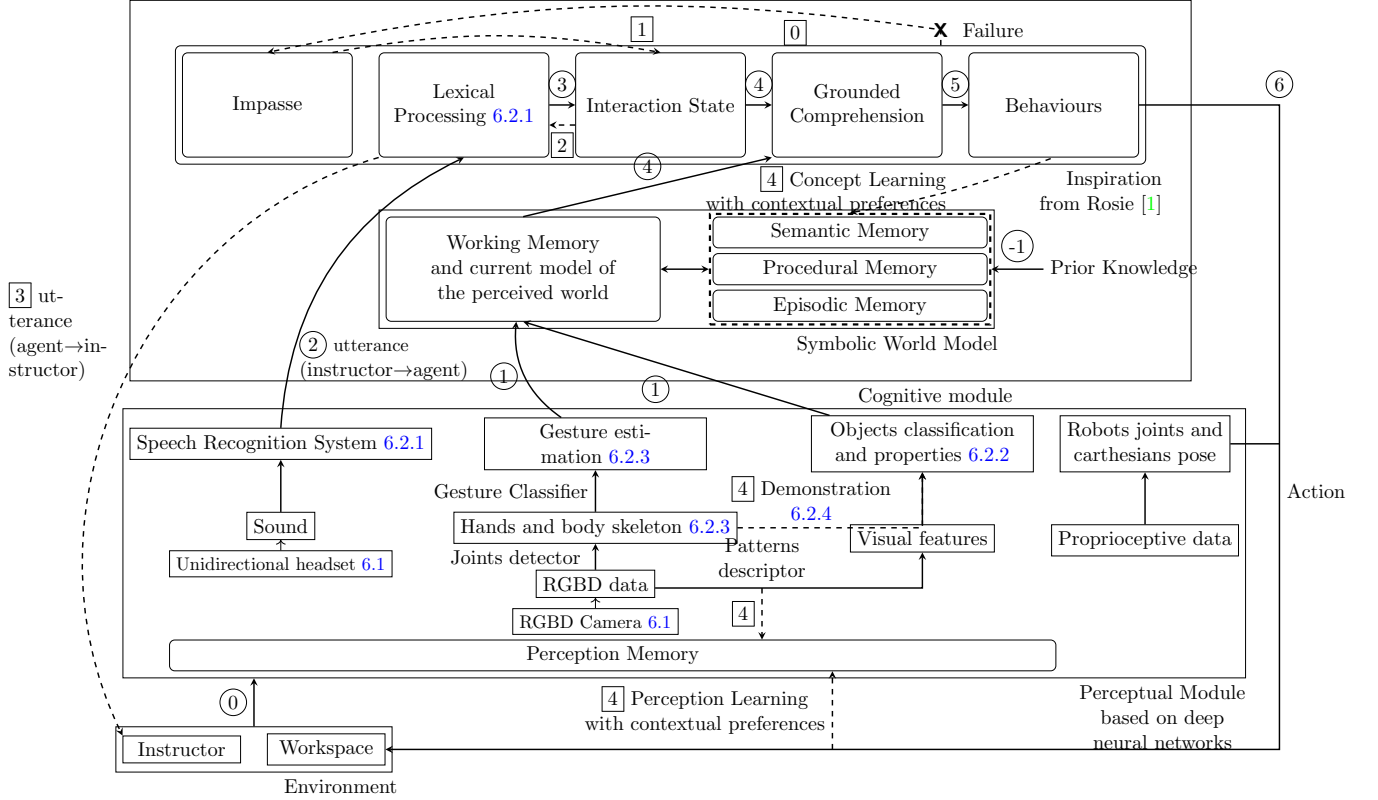 1
0
X Failure
Impasse
Lexical
Processing 6.2.1
3
2
Interaction State
4
Grounded
Comprehension
5
Behaviours
6
4
4 Concept Learning
with contextual preferences
Inspiration
from Rosie [1]
Working Memory
and current model of
the perceived world
Semantic Memory
Procedural Memory
Episodic Memory
-1
Prior Knowledge
Symbolic World Model
3 ut-
terance
(agent→in-
structor)
2 utterance
(instructor→agent)
1
1
Cognitive module
Speech Recognition System 6.2.1
Gesture esti-
mation 6.2.3
Objects classification
and properties 6.2.2
Robots joints and
carthesians pose
Gesture Classifier
4 Demonstration
6.2.4
Action
Sound
Hands and body skeleton 6.2.3
Visual features
Proprioceptive data
Unidirectional headset 6.1
Joints detector
Patterns
descriptor
RGBD data
4
RGBD Camera 6.1
Perception Memory
0
4 Perception Learning
with contextual preferences
Perceptual Module
based on deep
neural networks
Instructor
Workspace
Environment